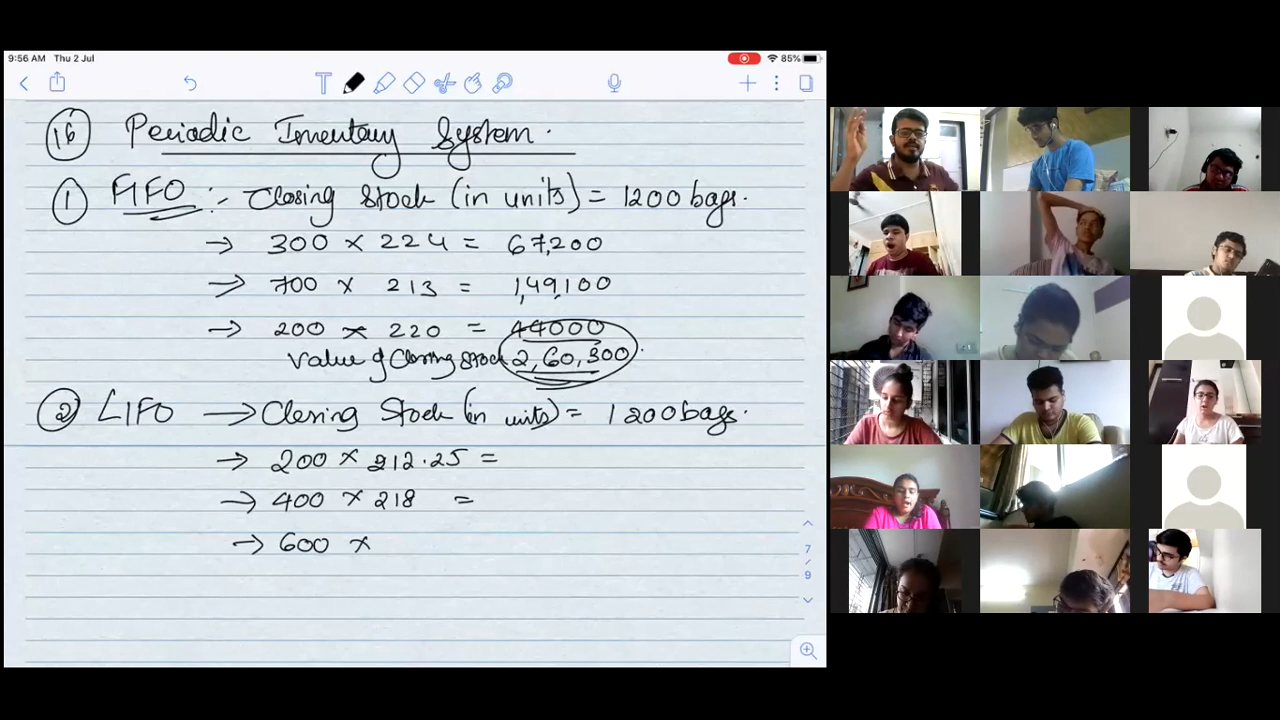 9:56 AM Thu 2 Jul
85%
T
16 Periodic Inventory System.
1 FIFO :- Closing Stock (in units) = 1200 bags.
→ 300 × 224 = 67,200
→ 700 × 213 = 1,49,100
→ 200 × 220 = 44000
Value of Closing Stock 2,60,300.
2 LIFO → Closing Stock (in units) = 1200 bags.
→ 200 × 212.25 =
→ 400 × 218 =
→ 600 ×
7
/
9